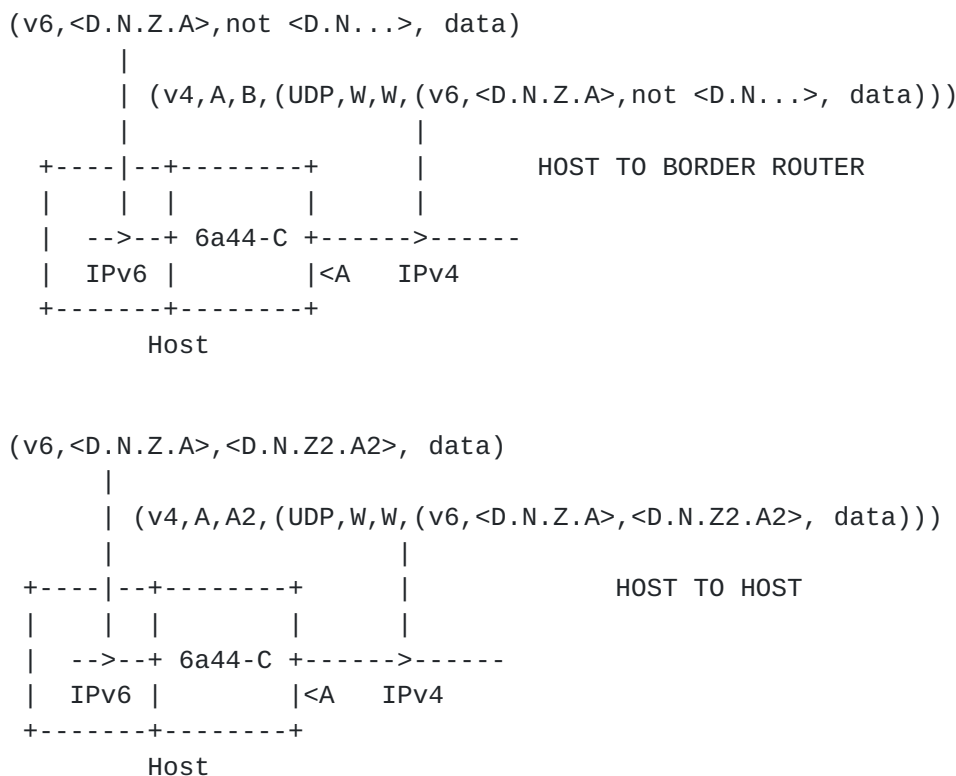 (v6,<D.N.Z.A>,not <D.N...>, data)
       |
       | (v4,A,B,(UDP,W,W,(v6,<D.N.Z.A>,not <D.N...>, data)))
       |                  |
  +----|--+--------+      |       HOST TO BORDER ROUTER
  |    |  |        |      |
  |  -->--+ 6a44-C +------>------
  |  IPv6 |        |<A   IPv4
  +-------+--------+
         Host
(v6,<D.N.Z.A>,<D.N.Z2.A2>, data)
      |
      | (v4,A,A2,(UDP,W,W,(v6,<D.N.Z.A>,<D.N.Z2.A2>, data)))
      |                  |
 +----|--+--------+      |             HOST TO HOST
 |    |  |        |      |
 |  -->--+ 6a44-C +------>------
 |  IPv6 |        |<A   IPv4
 +-------+--------+
         Host